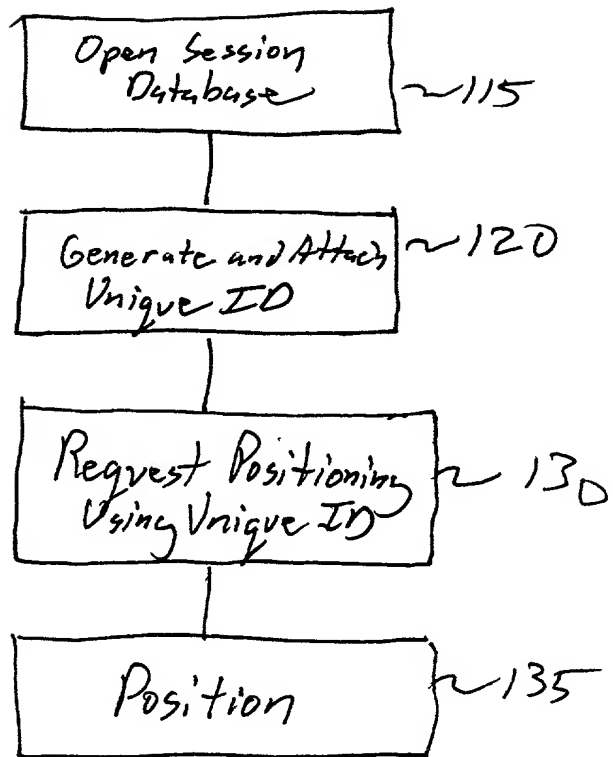 Open Session
Database
~115
Generate and Attach
Unique ID
~120
Request Positioning
Using Unique ID
~130
Position
~135